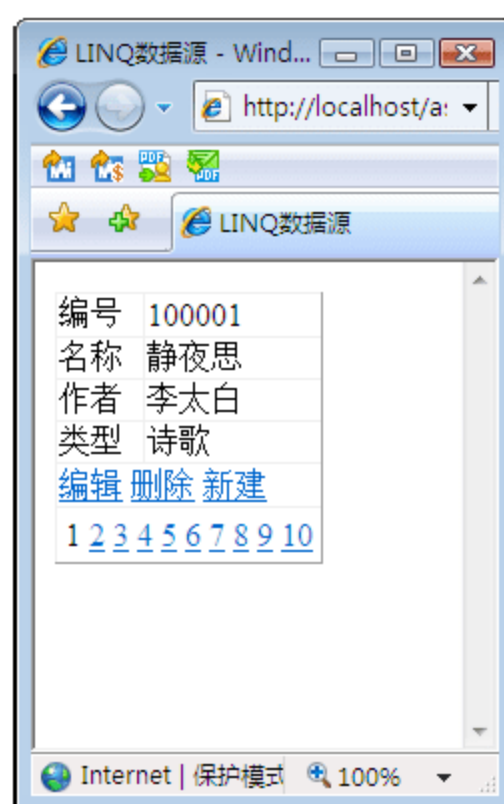 LINQ数据源 - Wind...
http://localhost/a
LINQ数据源
编号 100001
名称 静夜思
作者 李太白
类型 诗歌
编辑 删除 新建
1 2 3 4 5 6 7 8 9 10
Internet | 保护模式 100%